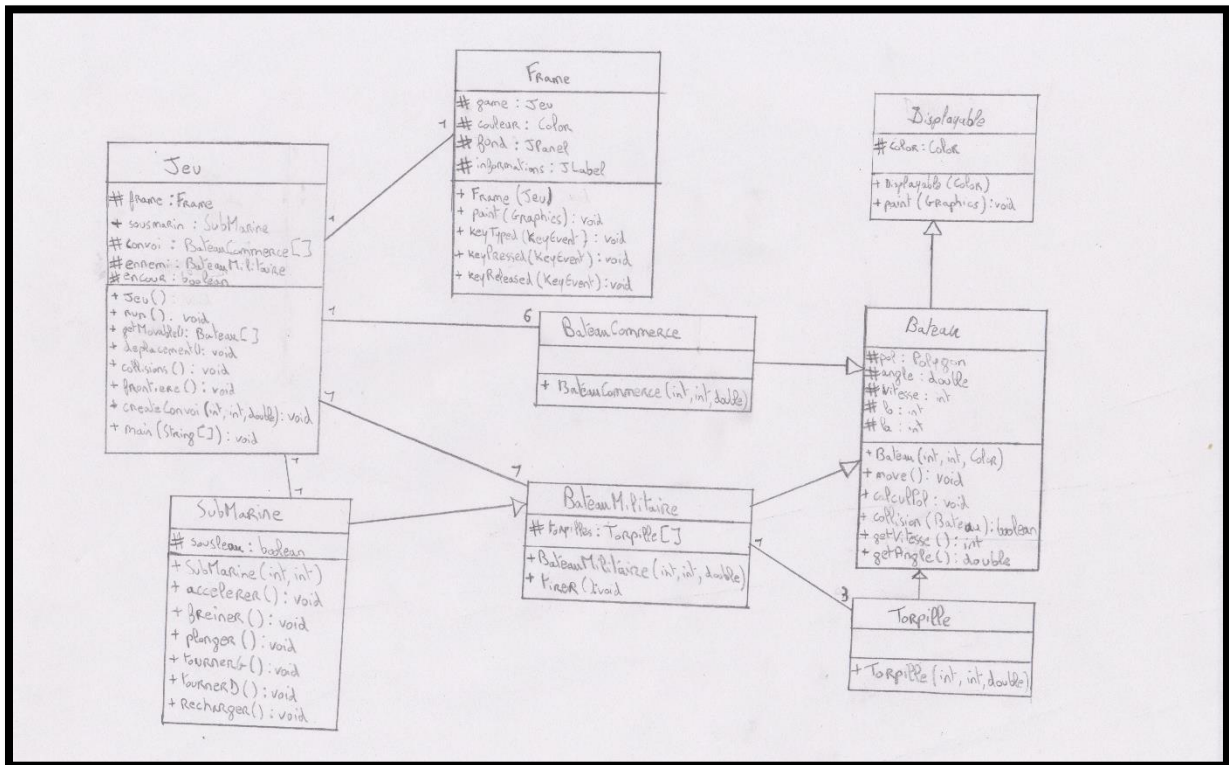 Frame
# game : Jeu
# couleur : Color
# fond : JPanel
# informations : JLabel
+ Frame (Jeu)
+ paint (Graphics) : void
+ keyTyped (KeyEvent) : void
+ keyPressed (KeyEvent) : void
+ keyReleased (KeyEvent) : void
Displayable
# color : Color
+ Displayable (Color)
+ paint (Graphics) : void
Jeu
# frame : Frame
# sousmarin : SubMarine
# convoi : BateauCommerce []
# ennemi : BateauMilitaire
# encour : boolean
+ Jeu ()
+ run () : void
+ getMovable () : Bateau []
+ deplacement () : void
+ collisions () : void
+ frontiere () : void
+ createConvoi (int, int, double) : void
+ main (String []) : void
1
1
1
6
BateauCommerce
+ BateauCommerce (int, int, double)
Bateau
# pol : Polygon
# angle : double
# vitesse : int
# lo : int
# la : int
+ Bateau (int, int, Color)
+ move () : void
+ calculPol : void
+ collision (Bateau) : boolean
+ getVitesse () : int
+ getAngle () : double
1
1
1
1
SubMarine
# sousleau : boolean
+ SubMarine (int, int)
+ accelerer () : void
+ freiner () : void
+ plonger () : void
+ tournerG () : void
+ tournerD () : void
+ recharger () : void
BateauMilitaire
# torpilles : Torpille []
+ BateauMilitaire (int, int, double)
+ tirer () : void
1
3
Torpille
+ Torpille (int, int, double)